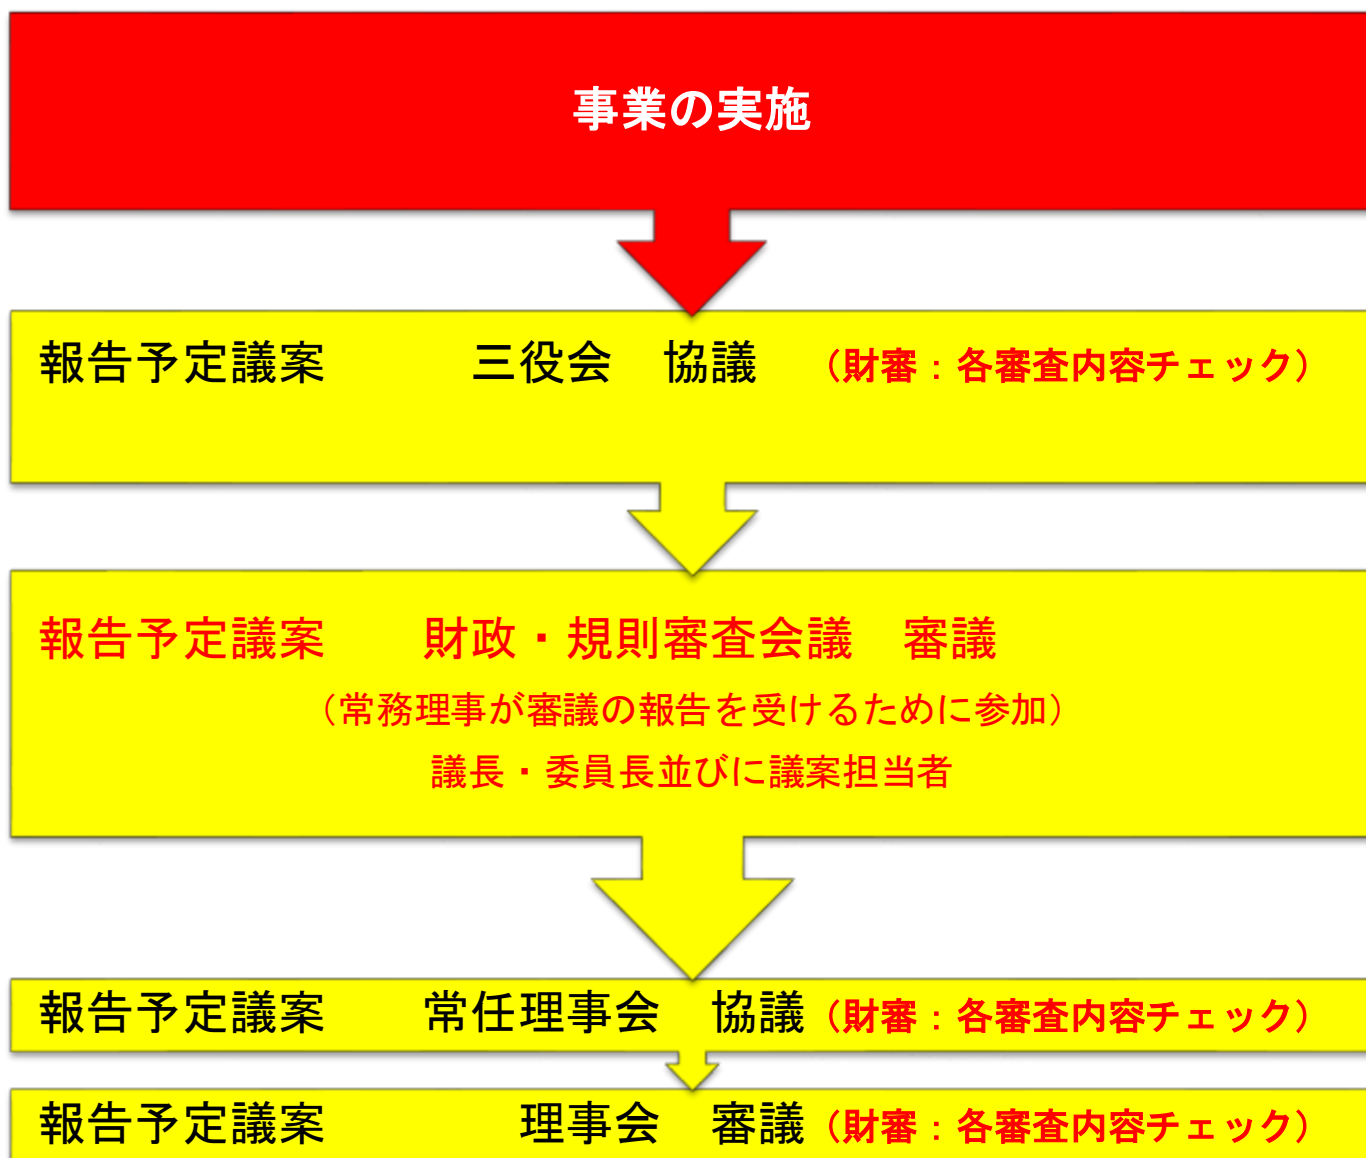 事業の実施
報告予定議案　　　三役会　協議　（財審：各審査内容チェック）
報告予定議案　　財政・規則審査会議　審議
（常務理事が審議の報告を受けるために参加）
議長・委員長並びに議案担当者
報告予定議案　　常任理事会　協議（財審：各審査内容チェック）
報告予定議案　　　　理事会　審議（財審：各審査内容チェック）